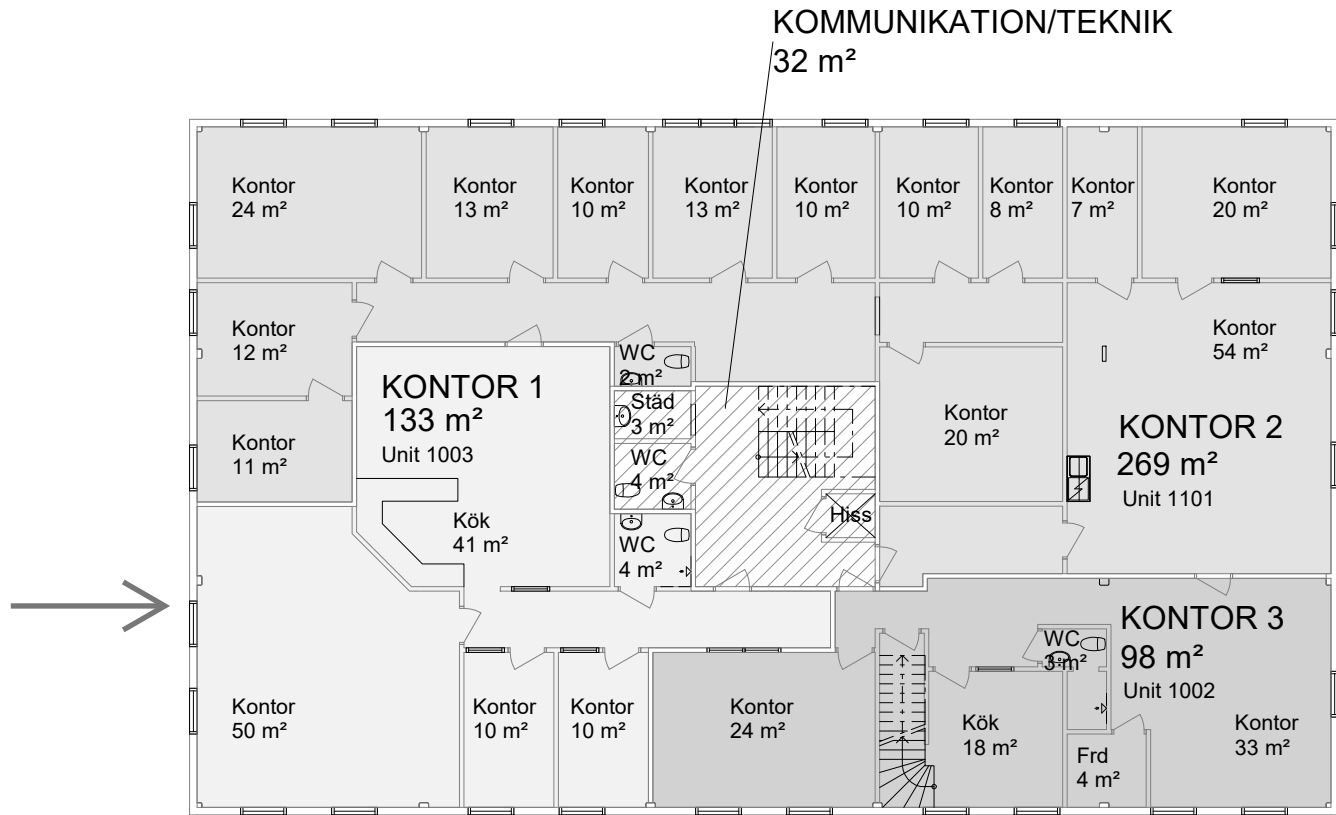 KOMMUNIKATION/TEKNIK
32 m²
Kontor
24 m²
Kontor
13 m²
Kontor
10 m²
Kontor
13 m²
Kontor
10 m²
Kontor
10 m²
Kontor
8 m²
Kontor
7 m²
Kontor
20 m²
Kontor
12 m²
Kontor
11 m²
KONTOR 1
133 m²
Unit 1003
Kök
41 m²
WC
2 m²
Städ
3 m²
WC
4 m²
WC
4 m²
Hiss
Kontor
20 m²
Kontor
54 m²
KONTOR 2
269 m²
Unit 1101
Kontor
50 m²
Kontor
10 m²
Kontor
10 m²
Kontor
24 m²
Kök
18 m²
WC
3 m²
KONTOR 3
98 m²
Unit 1002
Frd
4 m²
Kontor
33 m²